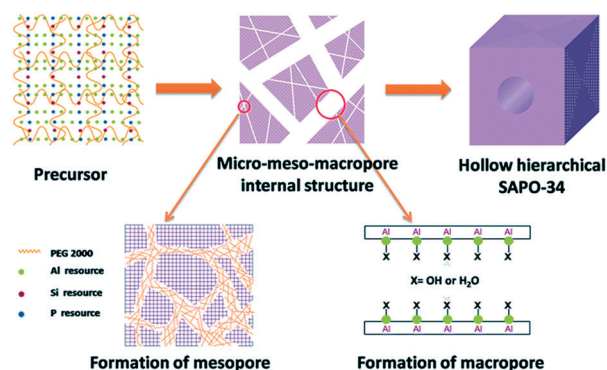 Precursor
Micro-meso-macropore
internal structure
Hollow hierarchical
SAPO-34
PEG 2000
Al resource
Si resource
P resource
Al Al Al Al Al
X X X X X
X= OH or H₂O
X X X X X
Al Al Al Al Al
Formation of mesopore
Formation of macropore